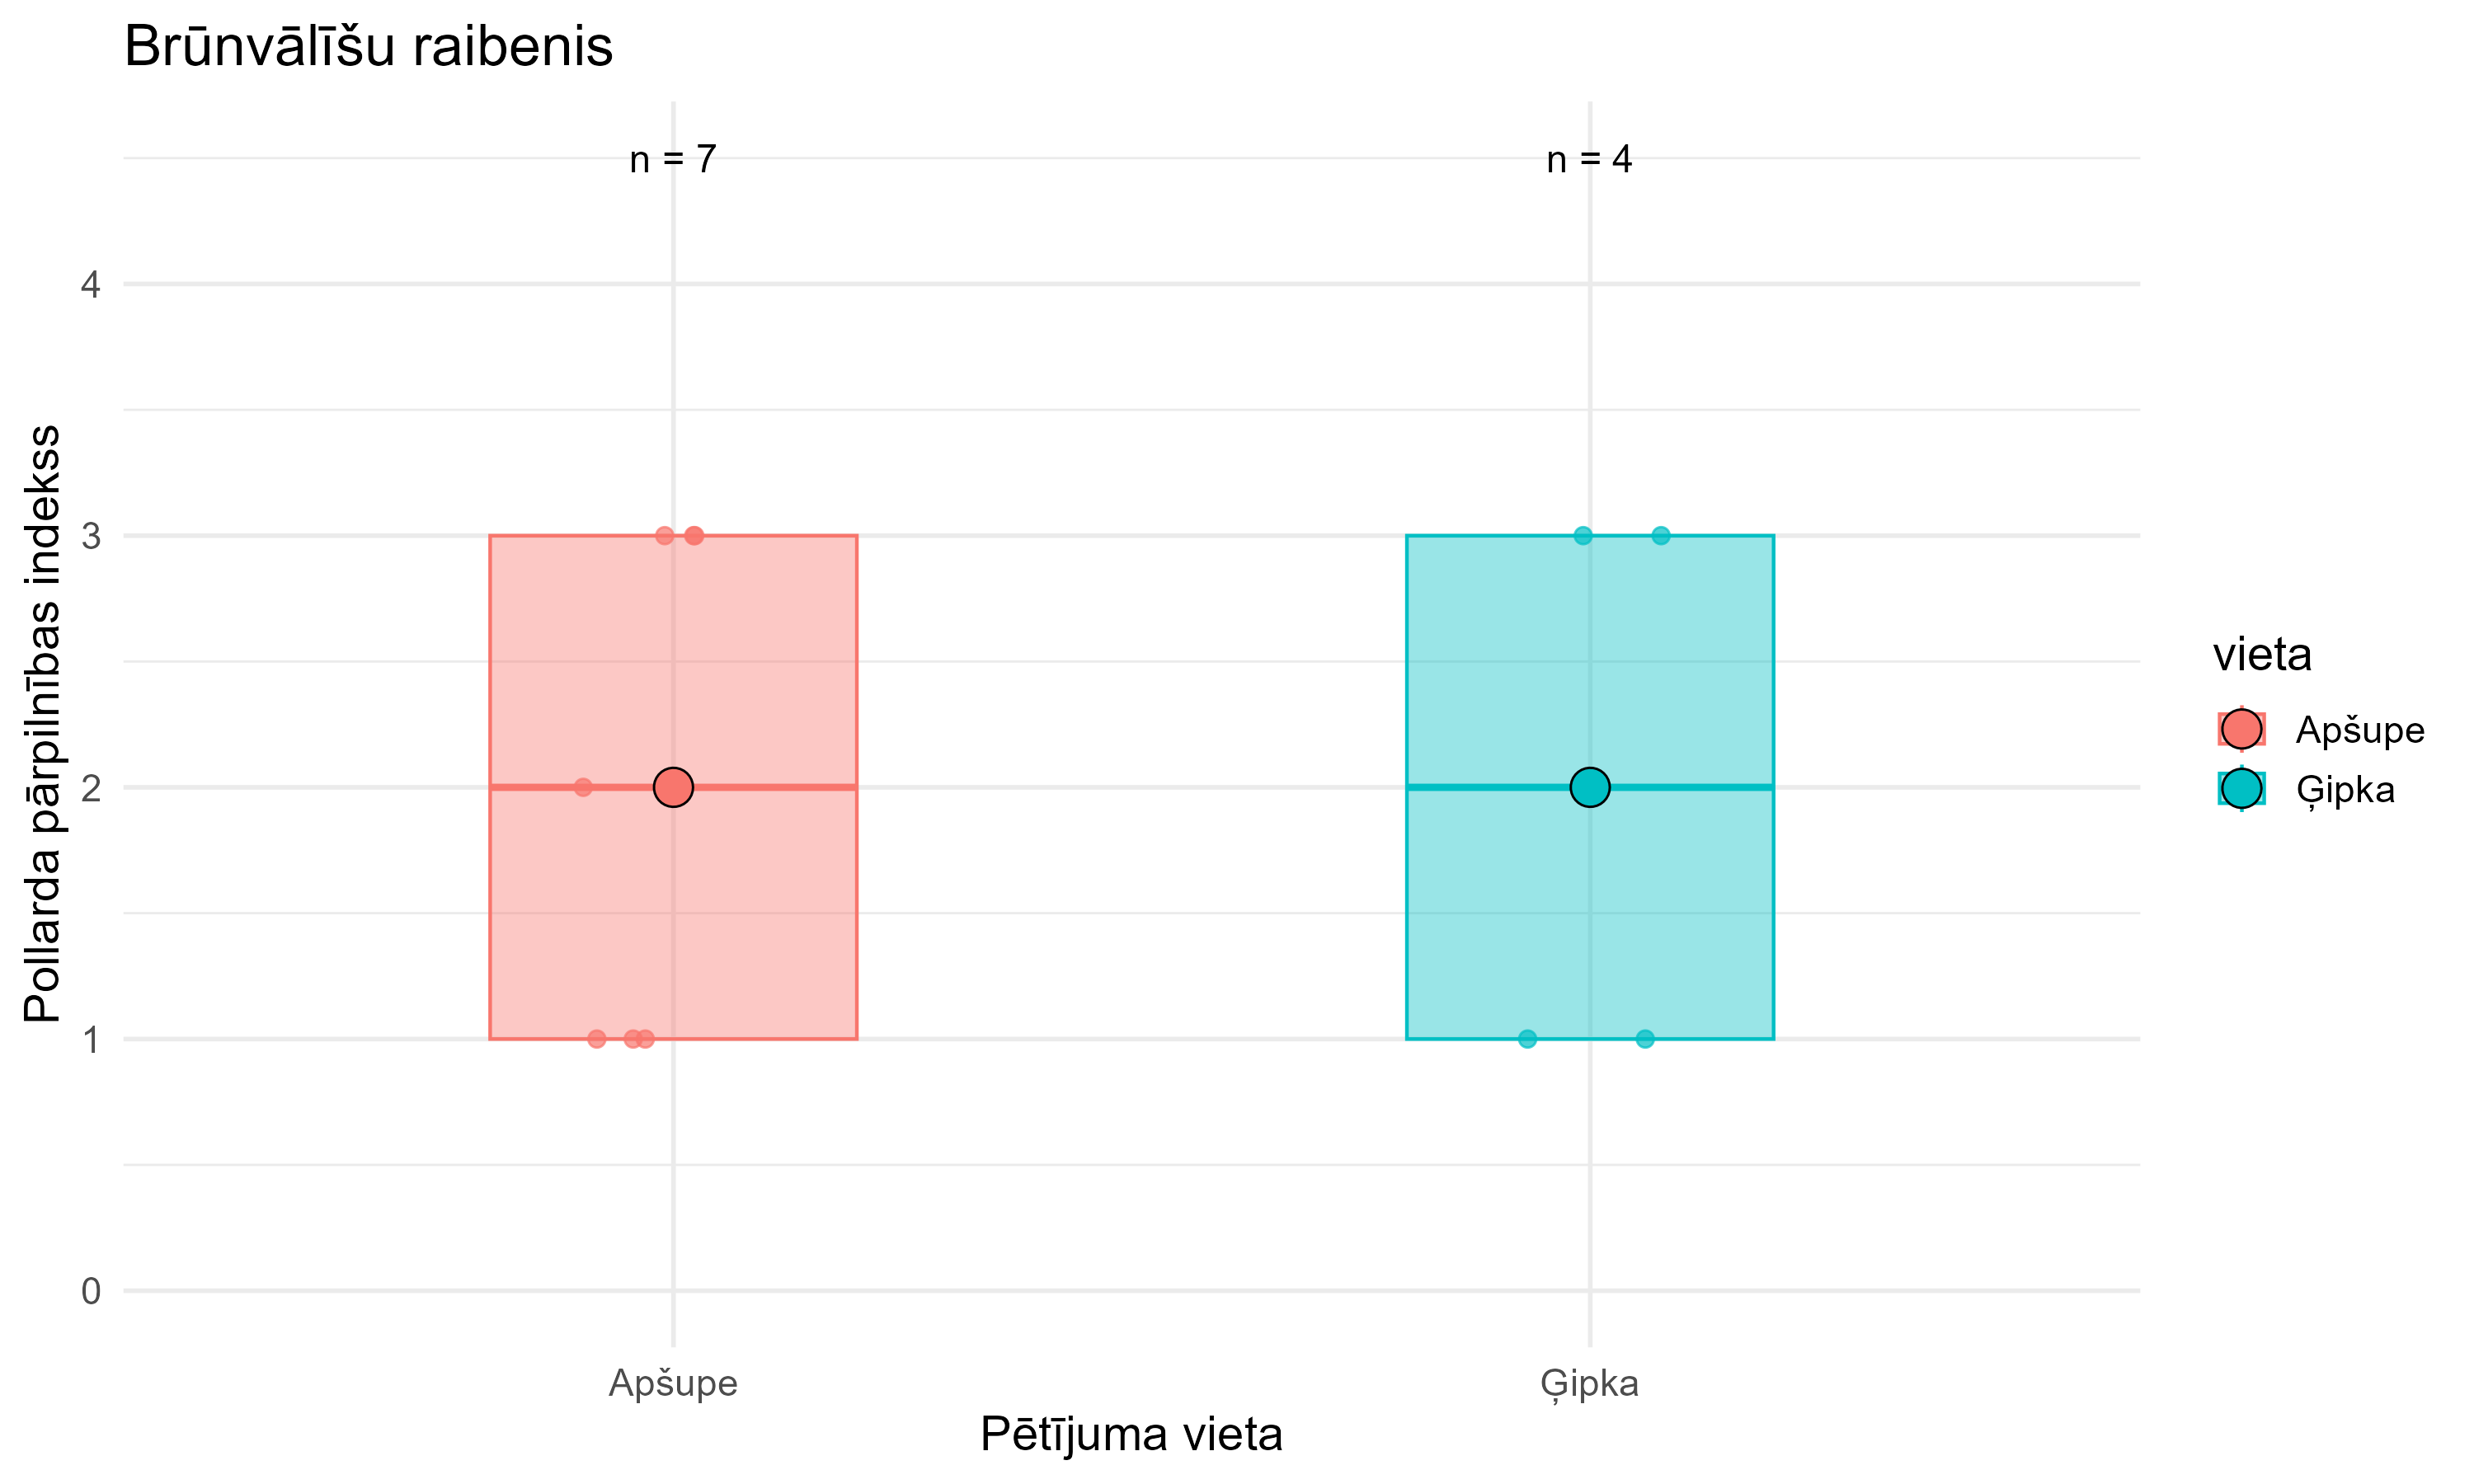 Brūnvālīšu raibenis
n = 7
n = 4
4
3
2
1
0
Pollarda pārpilnības indekss
Apšupe
Ģipka
Pētījuma vieta
vieta
Apšupe
Ģipka